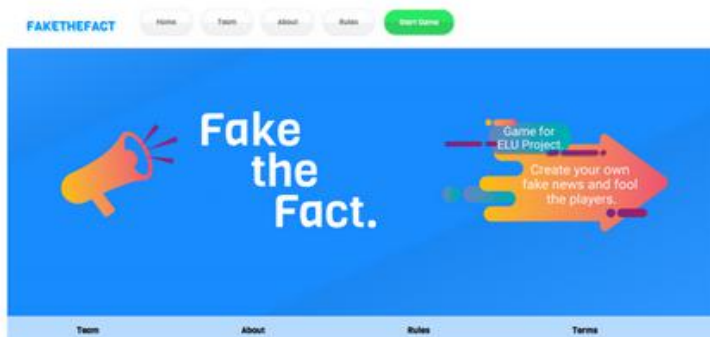 FAKETHEFACT
Home Team About Rules Start Game
Fake
the
Fact.
Game for
ELU Project.
Create your own
fake news and fool
the players.
Team About Rules Terms